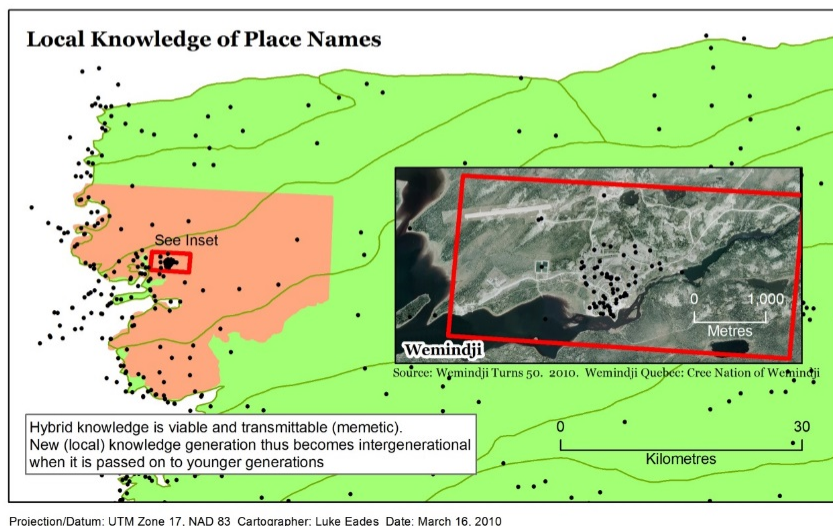 Local Knowledge of Place Names
See Inset
0 1,000
Metres
Wemindji
Source: Wemindji Turns 50. 2010. Wemindji Quebec: Cree Nation of Wemindji
Hybrid knowledge is viable and transmittable (memetic).
New (local) knowledge generation thus becomes intergenerational
when it is passed on to younger generations
0 30
Kilometres
Projection/Datum: UTM Zone 17, NAD 83 Cartographer: Luke Eades Date: March 16, 2010